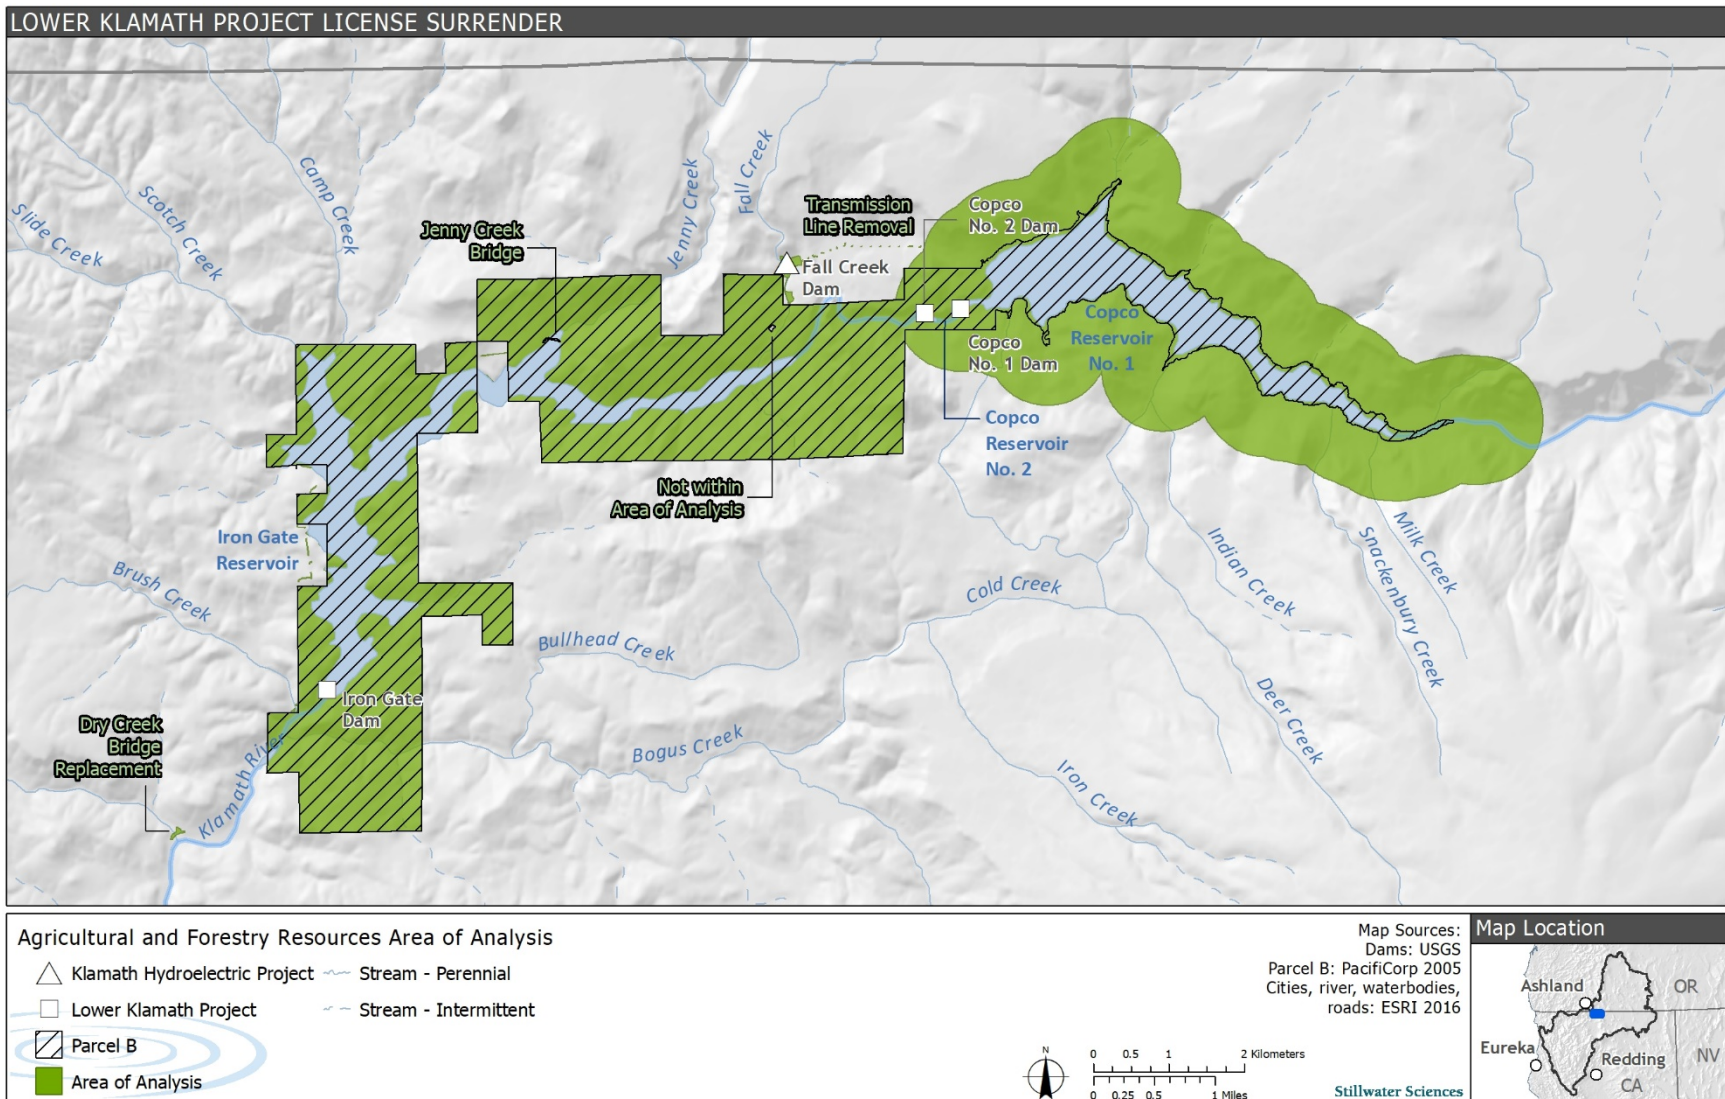 LOWER KLAMATH PROJECT LICENSE SURRENDER
Slide Creek
Scotch Creek
Camp Creek
Jenny Creek
Bridge
Jenny Creek
Fall Creek
Transmission
Line Removal
Fall Creek
Dam
Copco
No. 2 Dam
Copco
No. 1 Dam
Copco
Reservoir
No. 1
Copco
Reservoir
No. 2
Not within
Area of Analysis
Iron Gate
Reservoir
Brush Creek
Bullhead Creek
Cold Creek
Indian Creek
Snackenbury Creek
Milk Creek
Deer Creek
Iron Creek
Bogus Creek
Iron Gate
Dam
Dry Creek
Bridge
Replacement
Klamath River
Agricultural and Forestry Resources Area of Analysis
Klamath Hydroelectric Project
Stream - Perennial
Lower Klamath Project
Stream - Intermittent
Parcel B
Area of Analysis
Map Sources:
Dams: USGS
Parcel B: PacifiCorp 2005
Cities, river, waterbodies,
roads: ESRI 2016
N
0 0.5 1 2 Kilometers
0 0.25 0.5 1 Miles
Stillwater Sciences
Map Location
Ashland
OR
Eureka
Redding
NV
CA